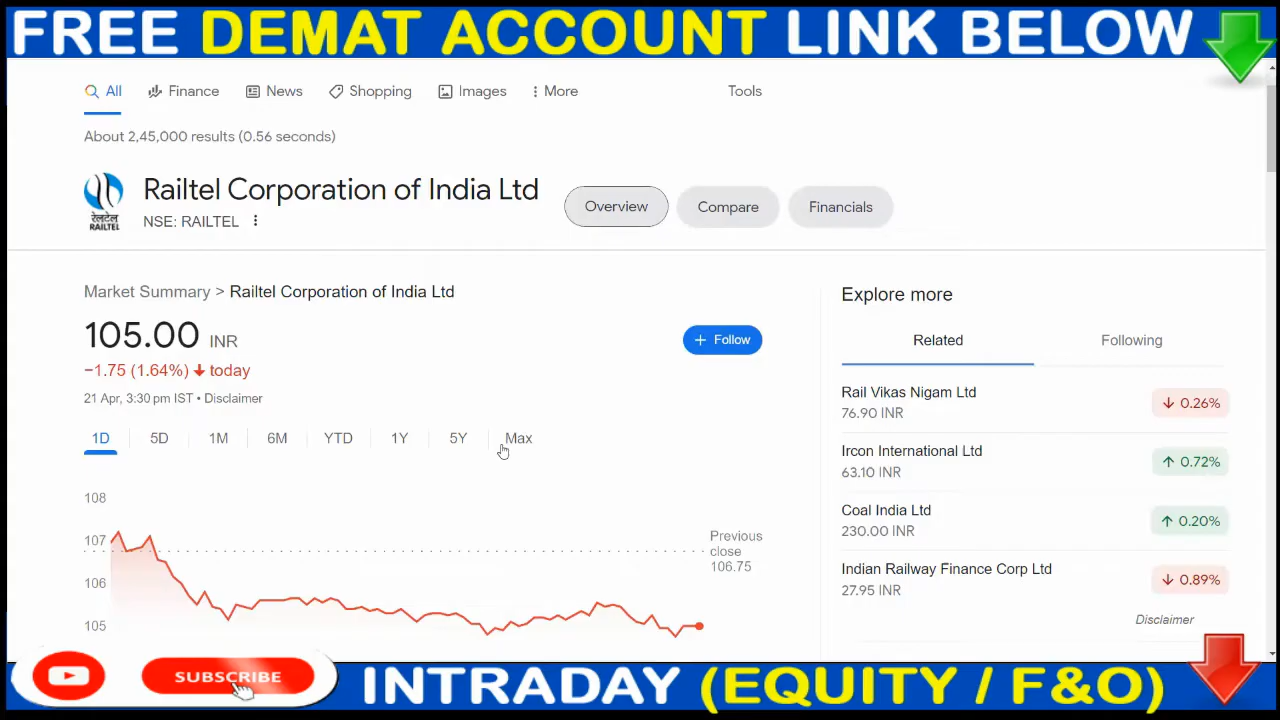 FREE DEMAT ACCOUNT LINK BELOW
All Finance News Shopping Images More Tools
About 2,45,000 results (0.56 seconds)
रेलटेल
RAILTEL
Railtel Corporation of India Ltd
NSE: RAILTEL
Overview Compare Financials
Market Summary > Railtel Corporation of India Ltd
105.00 INR
−1.75 (1.64%) today
21 Apr, 3:30 pm IST • Disclaimer
+ Follow
1D 5D 1M 6M YTD 1Y 5Y Max
108
107
106
105
Previous
close
106.75
Explore more
Related Following
Rail Vikas Nigam Ltd
76.90 INR
0.26%
Ircon International Ltd
63.10 INR
0.72%
Coal India Ltd
230.00 INR
0.20%
Indian Railway Finance Corp Ltd
27.95 INR
0.89%
Disclaimer
SUBSCRIBE
INTRADAY (EQUITY / F&O)